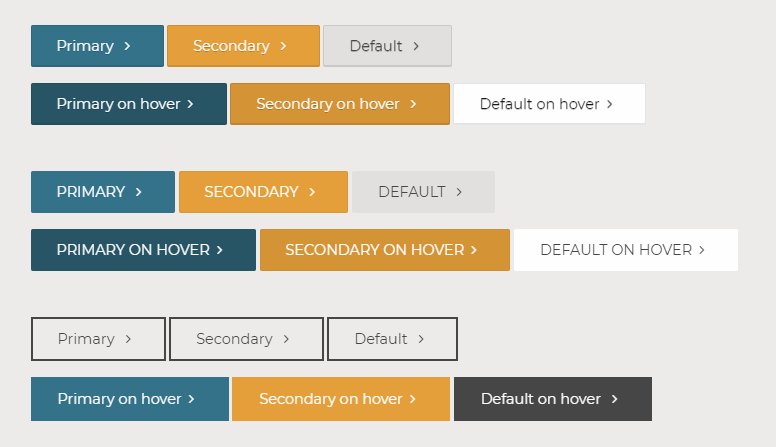 Primary › Secondary › Default ›
Primary on hover › Secondary on hover › Default on hover ›
PRIMARY › SECONDARY › DEFAULT ›
PRIMARY ON HOVER › SECONDARY ON HOVER › DEFAULT ON HOVER ›
Primary › Secondary › Default ›
Primary on hover › Secondary on hover › Default on hover ›